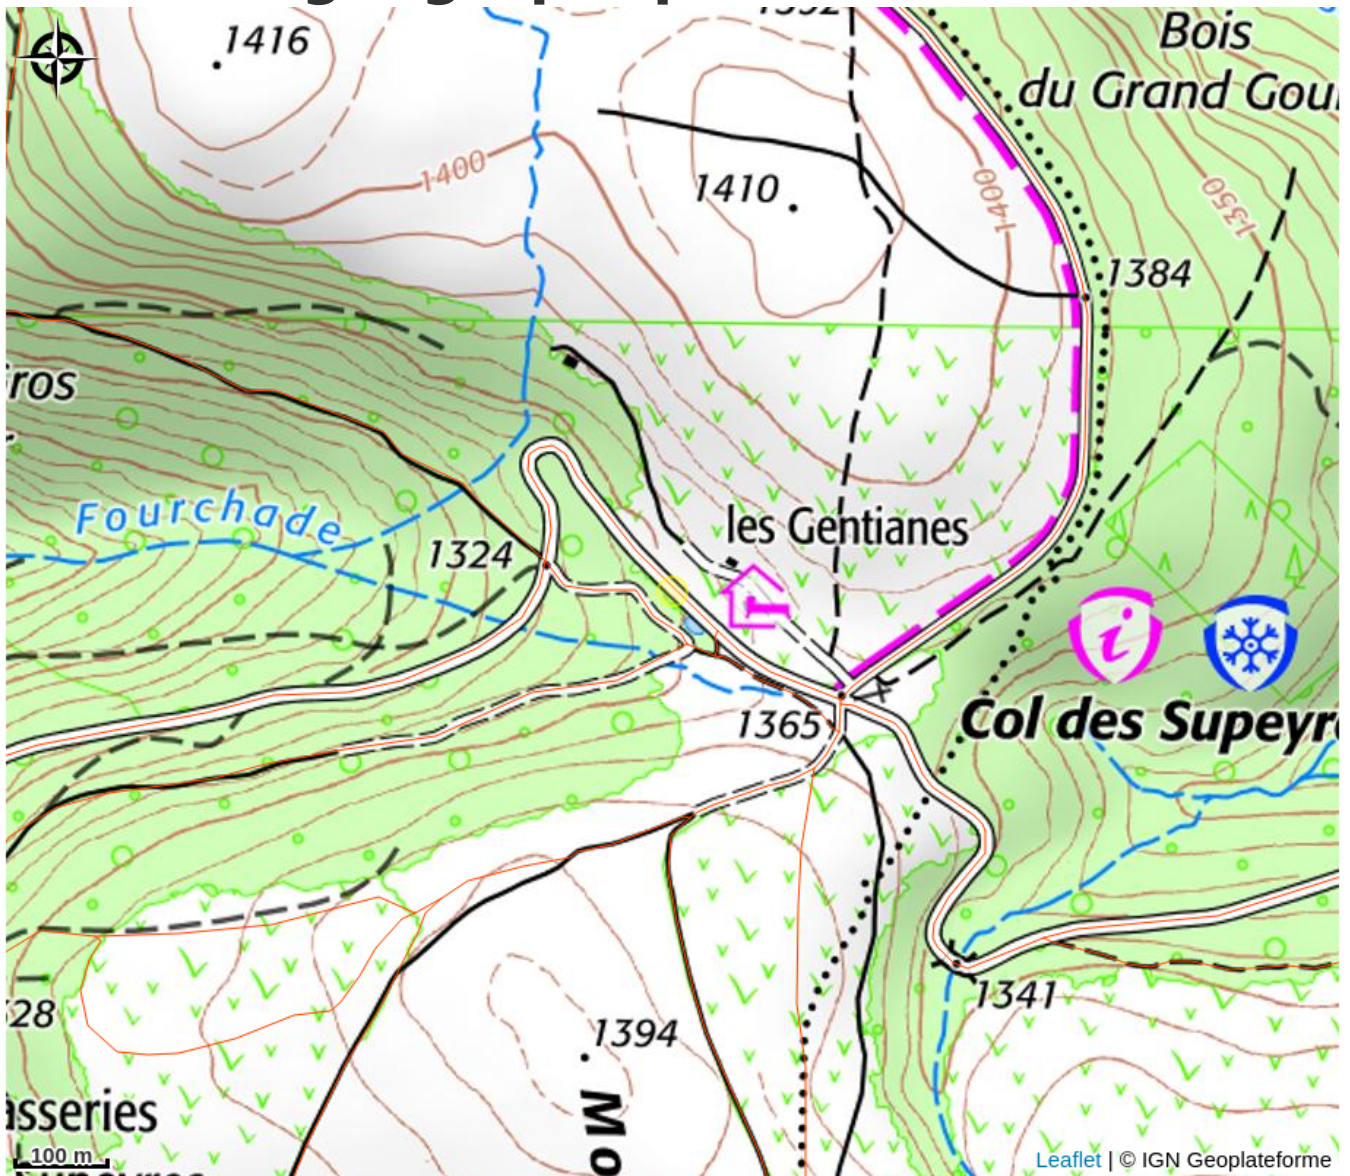 1416
Bois
du Grand Gour
1400
1410
1400
1350
1384
ros
Fourchade
1324
les Gentianes
i
1365
Col des Supeyr
1394
1341
28
Mo
asseries
100 m
Leaflet | © IGN Geoplateforme